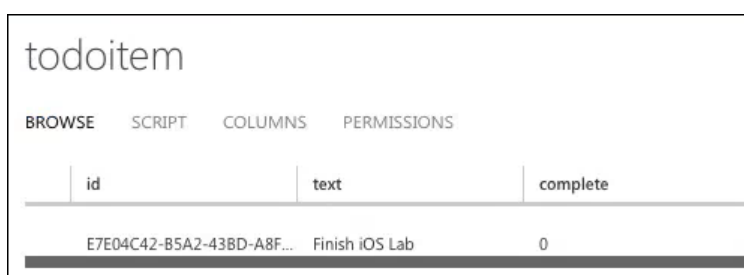 todoitem
BROWSE SCRIPT COLUMNS PERMISSIONS
id text complete
E7E04C42-B5A2-43BD-A8F... Finish iOS Lab 0